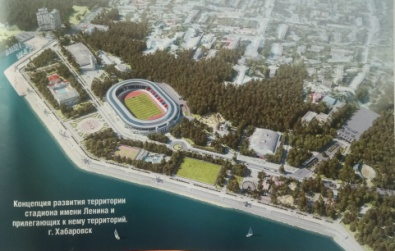 Концепция развития территории
стадиона имени Ленина и
прилегающих к нему территорий.
г. Хабаровск